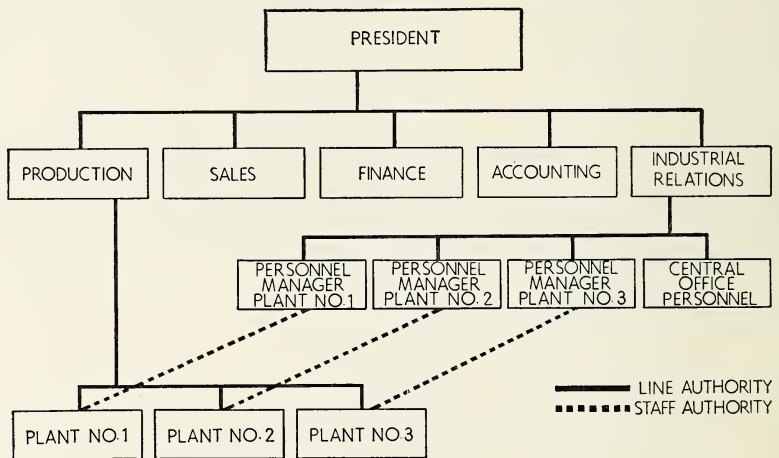 PRESIDENT
PRODUCTION
SALES
FINANCE
ACCOUNTING
INDUSTRIAL
RELATIONS
PERSONNEL
MANAGER
PLANT NO.1
PERSONNEL
MANAGER
PLANT NO.2
PERSONNEL
MANAGER
PLANT NO.3
CENTRAL
OFFICE
PERSONNEL
LINE AUTHORITY
STAFF AUTHORITY
PLANT NO.1
PLANT NO.2
PLANT NO.3